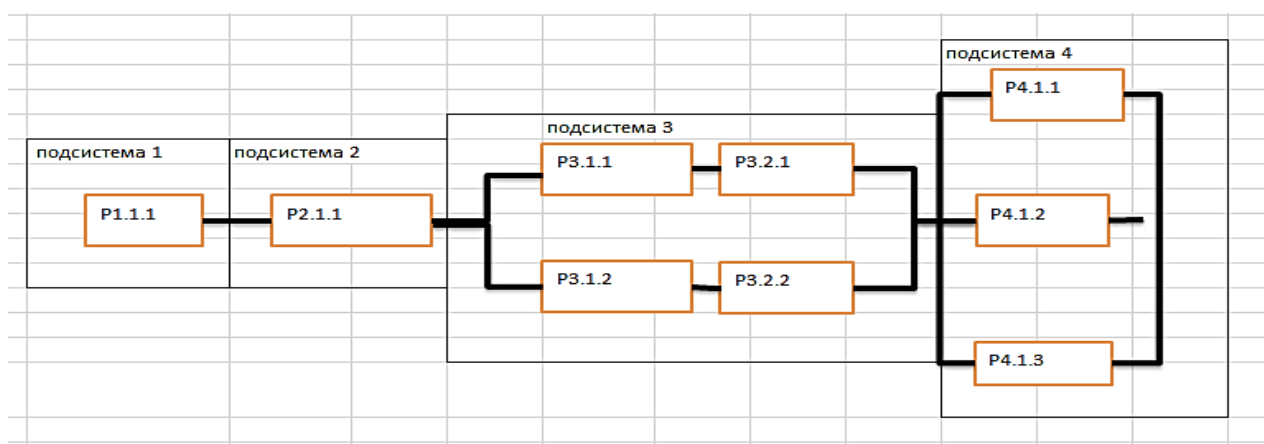 подсистема 1
P1.1.1
подсистема 2
P2.1.1
подсистема 3
P3.1.1
P3.2.1
P3.1.2
P3.2.2
подсистема 4
P4.1.1
P4.1.2
P4.1.3